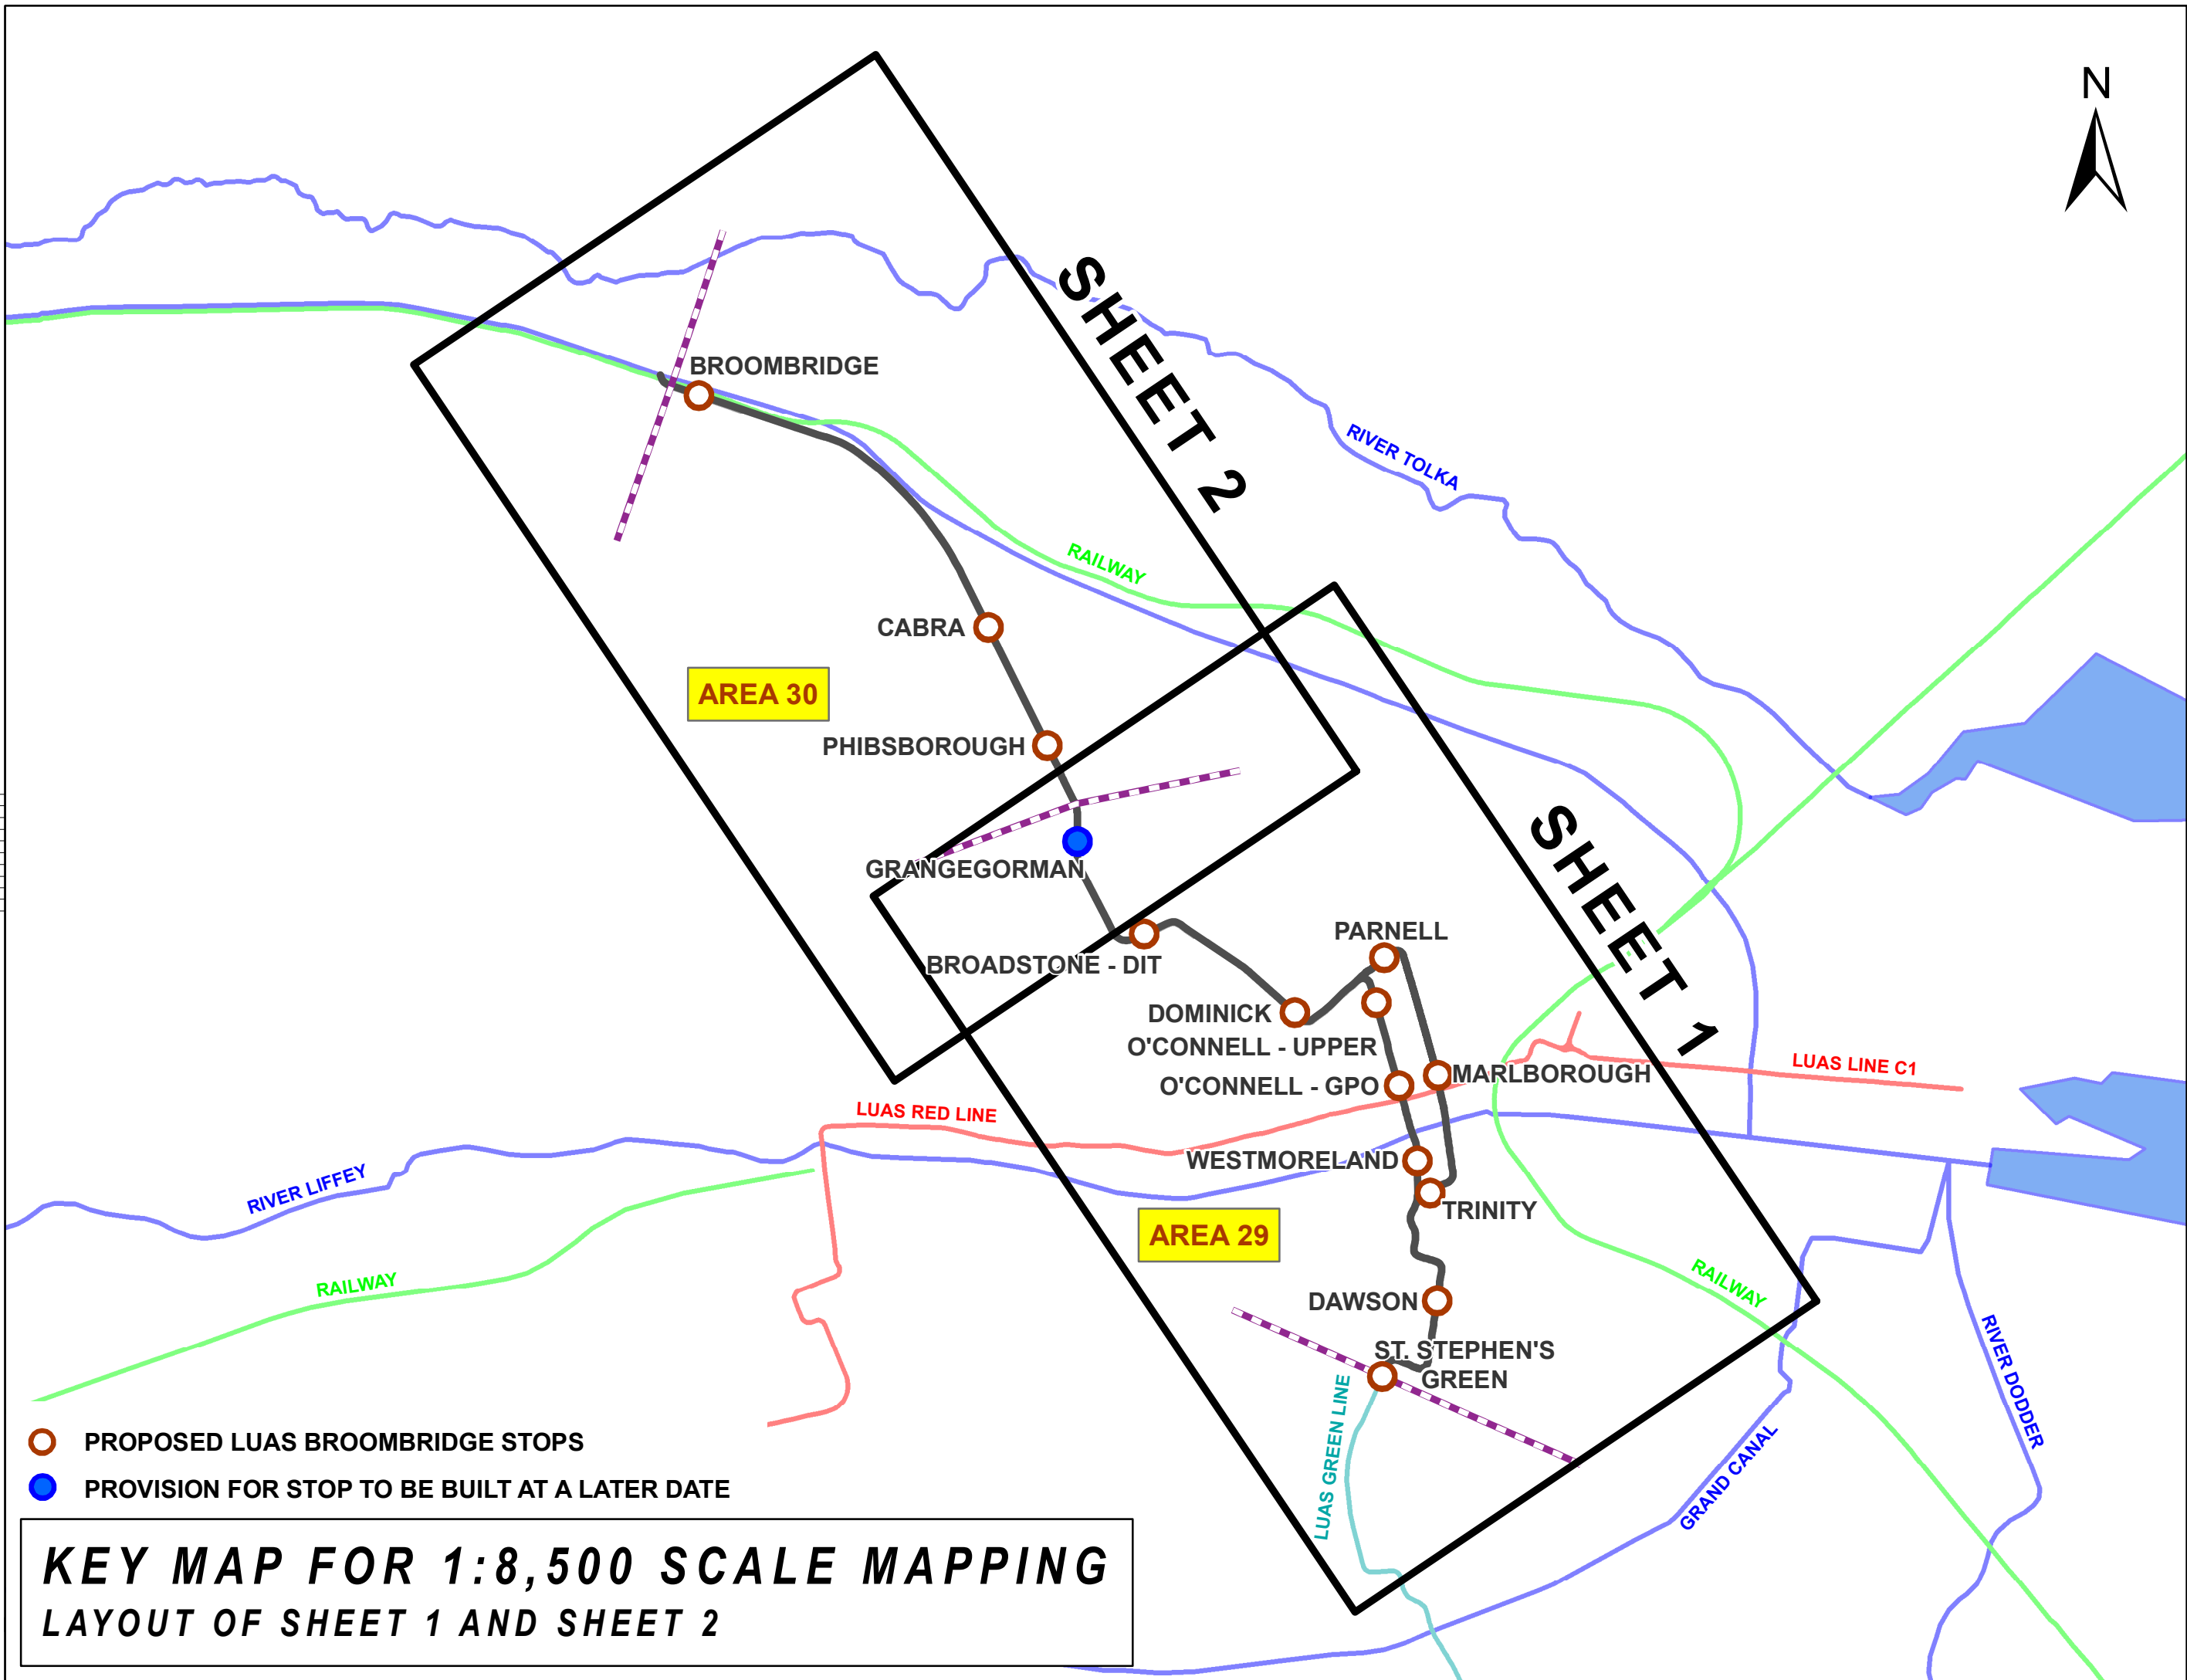 N
SHEET 2
BROOMBRIDGE
RIVER TOLKA
RAILWAY
CABRA
AREA 30
PHIBSBOROUGH
GRANGEGORMAN
SHEET 1
PARNELL
BROADSTONE - DIT
DOMINICK
O'CONNELL - UPPER
LUAS LINE C1
MARLBOROUGH
O'CONNELL - GPO
LUAS RED LINE
WESTMORELAND
RIVER LIFFEY
TRINITY
AREA 29
RAILWAY
RAILWAY
DAWSON
ST. STEPHEN'S
GREEN
RIVER DODDER
LUAS GREEN LINE
GRAND CANAL
PROPOSED LUAS BROOMBRIDGE STOPS
PROVISION FOR STOP TO BE BUILT AT A LATER DATE
KEY MAP FOR 1:8,500 SCALE MAPPING
LAYOUT OF SHEET 1 AND SHEET 2